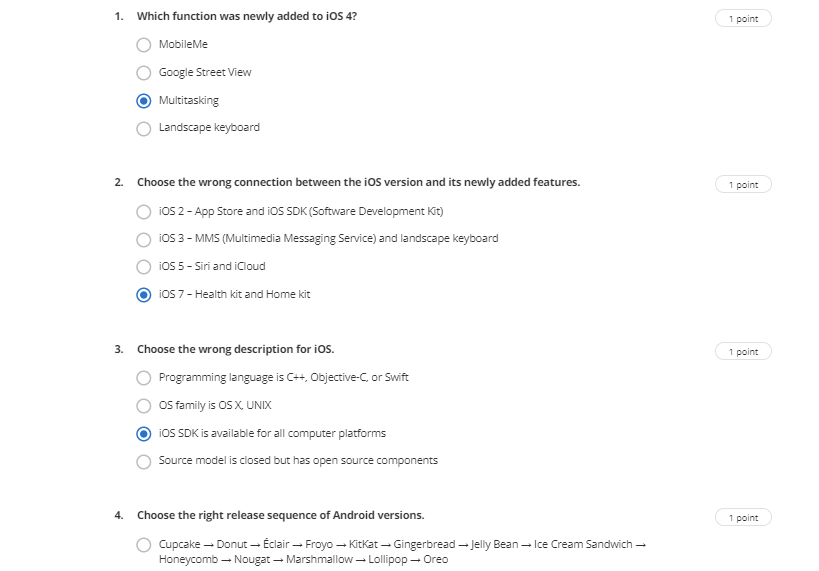 1. Which function was newly added to iOS 4?
1 point
MobileMe
Google Street View
Multitasking
Landscape keyboard
2. Choose the wrong connection between the iOS version and its newly added features.
1 point
iOS 2 – App Store and iOS SDK (Software Development Kit)
iOS 3 – MMS (Multimedia Messaging Service) and landscape keyboard
iOS 5 – Siri and iCloud
iOS 7 – Health kit and Home kit
3. Choose the wrong description for iOS.
1 point
Programming language is C++, Objective-C, or Swift
OS family is OS X, UNIX
iOS SDK is available for all computer platforms
Source model is closed but has open source components
4. Choose the right release sequence of Android versions.
1 point
Cupcake → Donut → Éclair → Froyo → KitKat → Gingerbread → Jelly Bean → Ice Cream Sandwich →
Honeycomb → Nougat → Marshmallow → Lollipop → Oreo